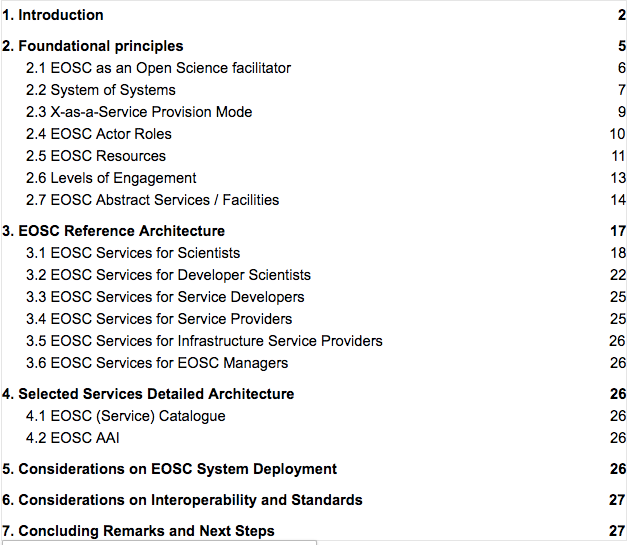 1. Introduction 2
2. Foundational principles 5
2.1 EOSC as an Open Science facilitator 6
2.2 System of Systems 7
2.3 X-as-a-Service Provision Mode 9
2.4 EOSC Actor Roles 10
2.5 EOSC Resources 11
2.6 Levels of Engagement 13
2.7 EOSC Abstract Services / Facilities 14
3. EOSC Reference Architecture 17
3.1 EOSC Services for Scientists 18
3.2 EOSC Services for Developer Scientists 22
3.3 EOSC Services for Service Developers 25
3.4 EOSC Services for Service Providers 25
3.5 EOSC Services for Infrastructure Service Providers 26
3.6 EOSC Services for EOSC Managers 26
4. Selected Services Detailed Architecture 26
4.1 EOSC (Service) Catalogue 26
4.2 EOSC AAI 26
5. Considerations on EOSC System Deployment 26
6. Considerations on Interoperability and Standards 27
7. Concluding Remarks and Next Steps 27